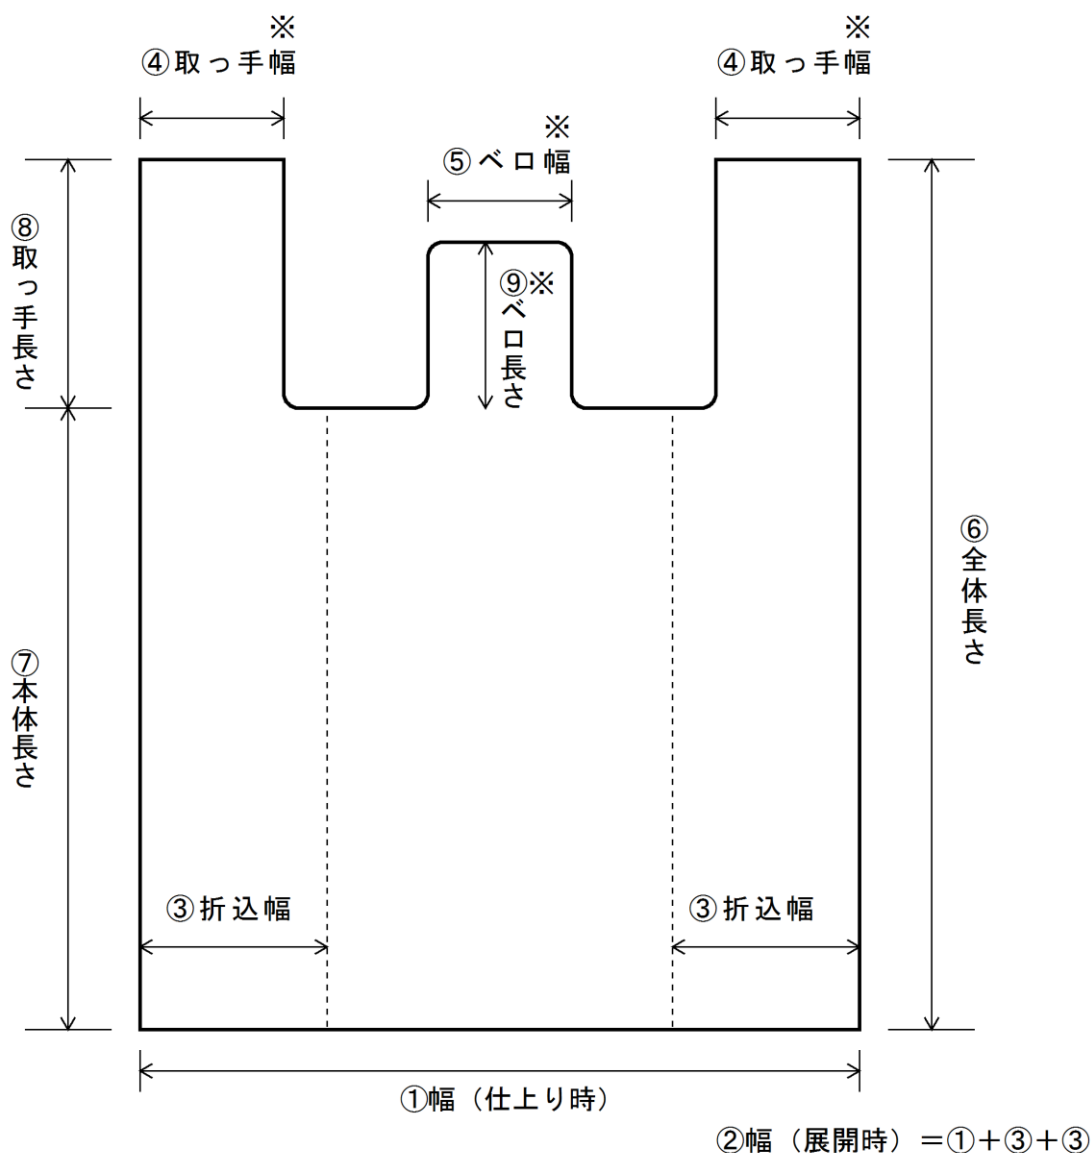 ※
④取っ手幅
※
④取っ手幅
※
⑤ベロ幅
⑧取っ手長さ
⑨※
ベロ長さ
⑥全体長さ
⑦本体長さ
③折込幅
③折込幅
①幅（仕上り時）
②幅（展開時）＝①＋③＋③